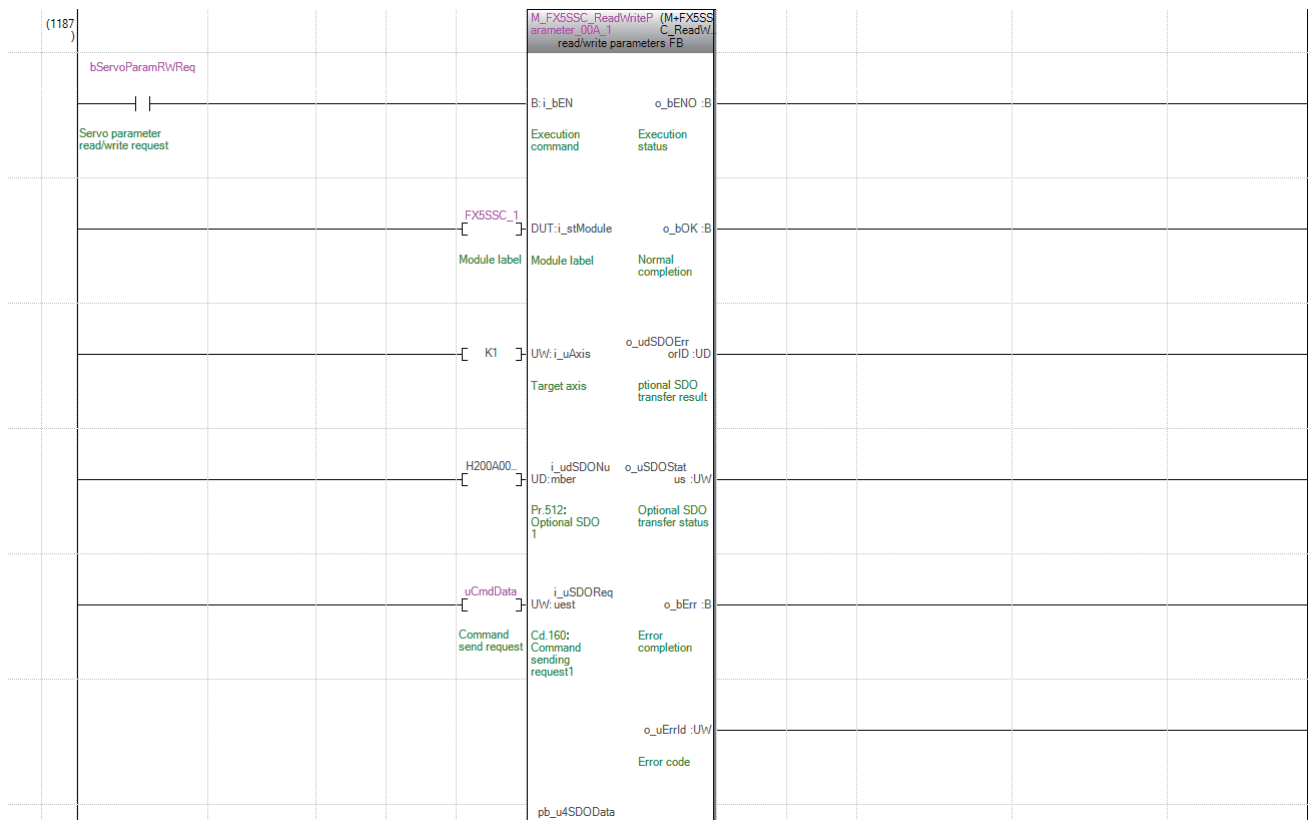 (1187
)
M_FX5SSC_ReadWriteP (M+FX5SS
arameter_00A_1 C_ReadW..
read/write parameters FB
bServoParamRWReq
B: i_bEN o_bENO :B
Servo parameter
read/write request
Execution
command
Execution
status
FX5SSC_1
DUT:i_stModule o_bOK :B
Module label
Module label
Normal
completion
K1
UW: i_uAxis
o_udSDOErr
orID :UD
Target axis
ptional SDO
transfer result
H200A00...
i_udSDONu
UD:mber
o_uSDOStat
us :UW
Pr.512:
Optional SDO
1
Optional SDO
transfer status
uCmdData
i_uSDOReq
UW: uest
o_bErr :B
Command
send request
Cd.160:
Command
sending
request1
Error
completion
o_uErrId :UW
Error code
pb_u4SDOData